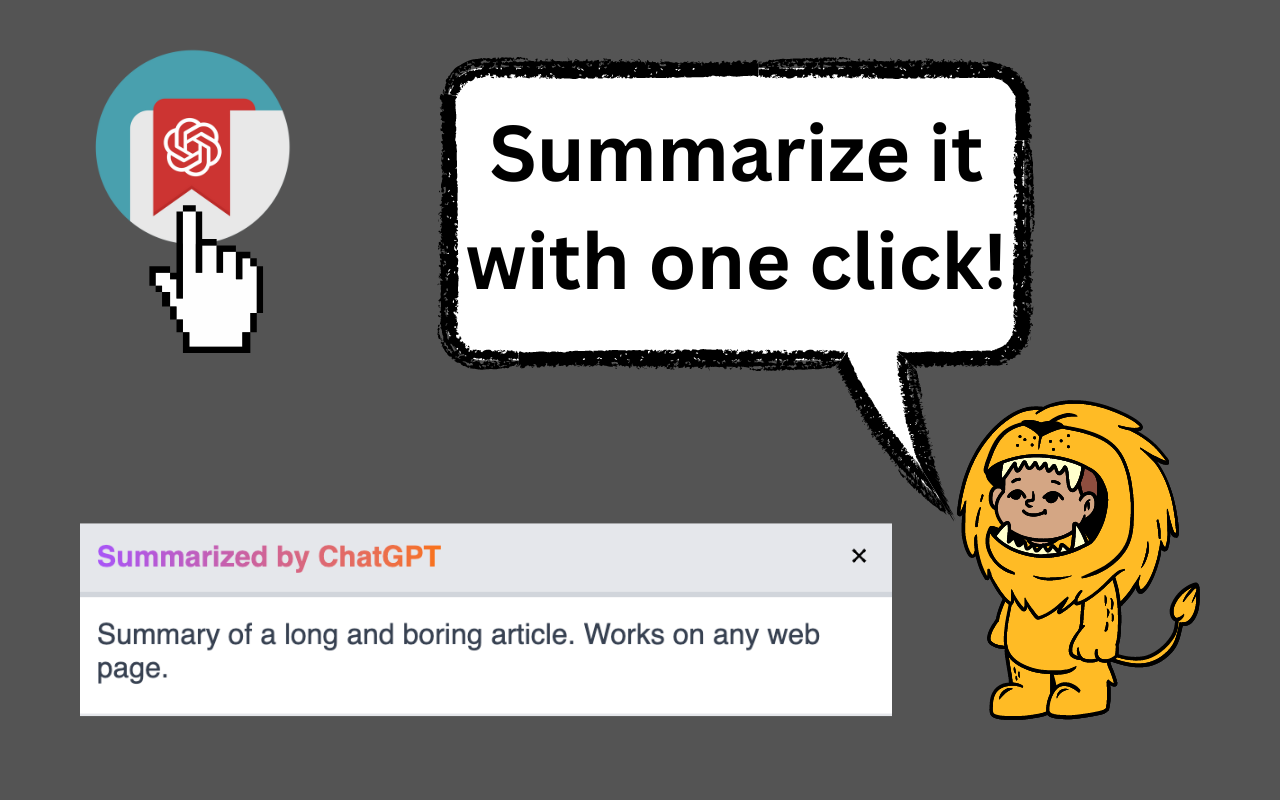 Summarize it
with one click!
Summarized by ChatGPT
×
Summary of a long and boring article. Works on any web
page.